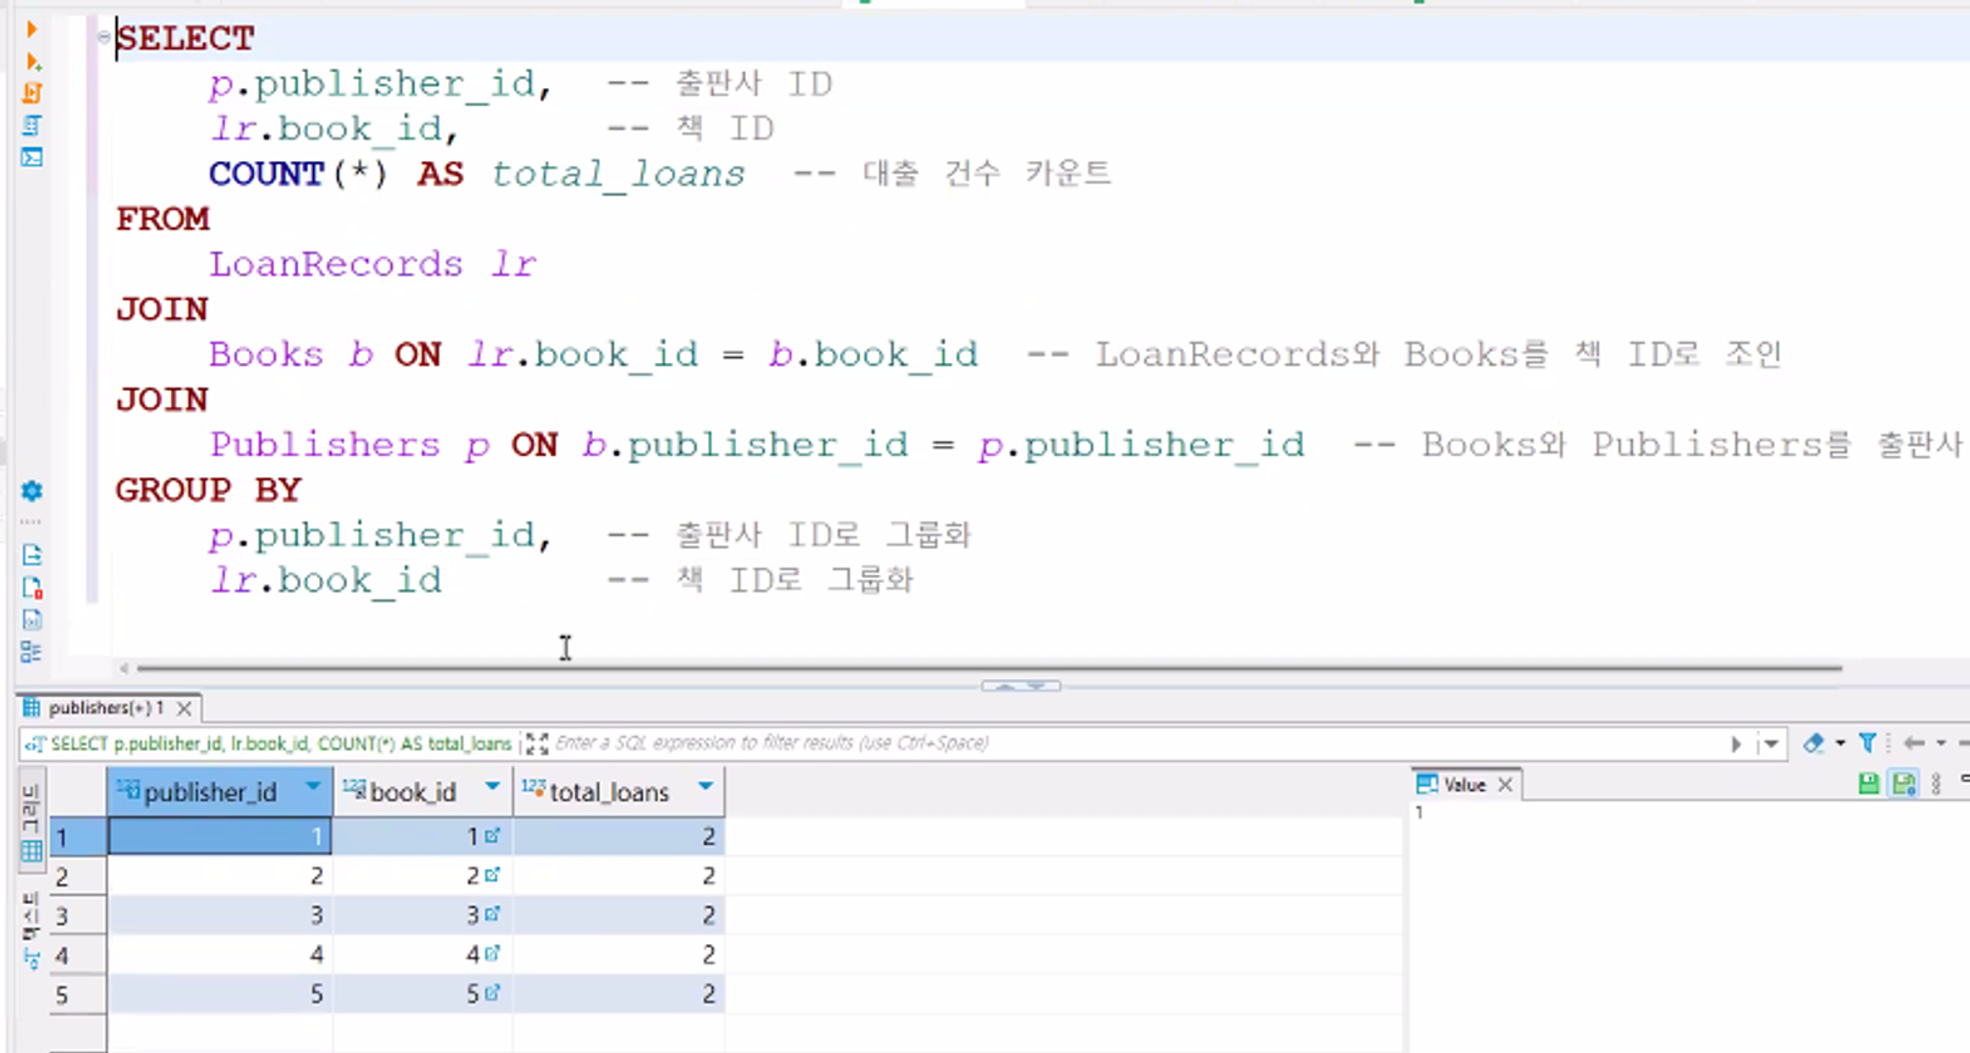 SELECT
p.publisher_id, -- 출판사 ID
lr.book_id, -- 책 ID
COUNT(*) AS total_loans -- 대출 건수 카운트
FROM
LoanRecords lr
JOIN
Books b ON lr.book_id = b.book_id -- LoanRecords와 Books를 책 ID로 조인
JOIN
Publishers p ON b.publisher_id = p.publisher_id -- Books와 Publishers를 출판사
GROUP BY
p.publisher_id, -- 출판사 ID로 그룹화
lr.book_id -- 책 ID로 그룹화
publishers(+) 1
SELECT p.publisher_id, lr.book_id, COUNT(*) AS total_loans Enter a SQL expression to filter results (use Ctrl+Space)
그리드
텍스트
publisher_id book_id total_loans
1 1 1 2
2 2 2 2
3 3 3 2
4 4 4 2
5 5 5 2
Value
1